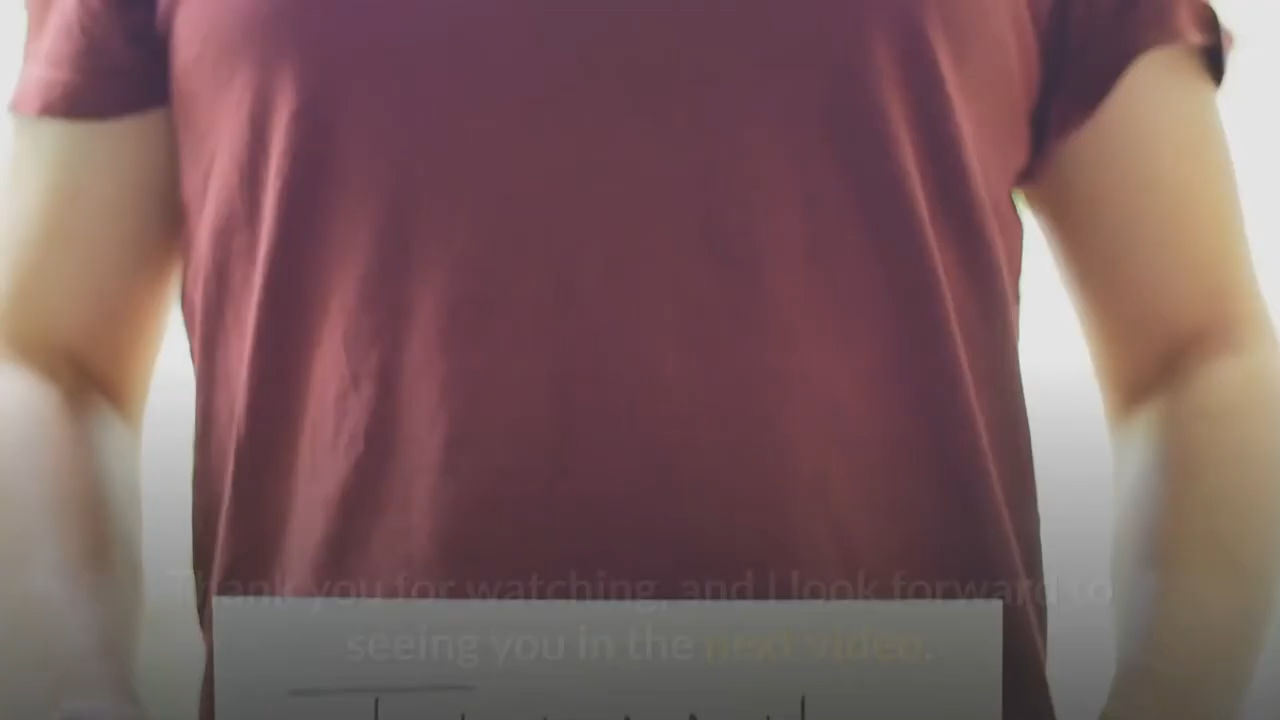 Thank you for watching, and I look forward to
seeing you in the next video.